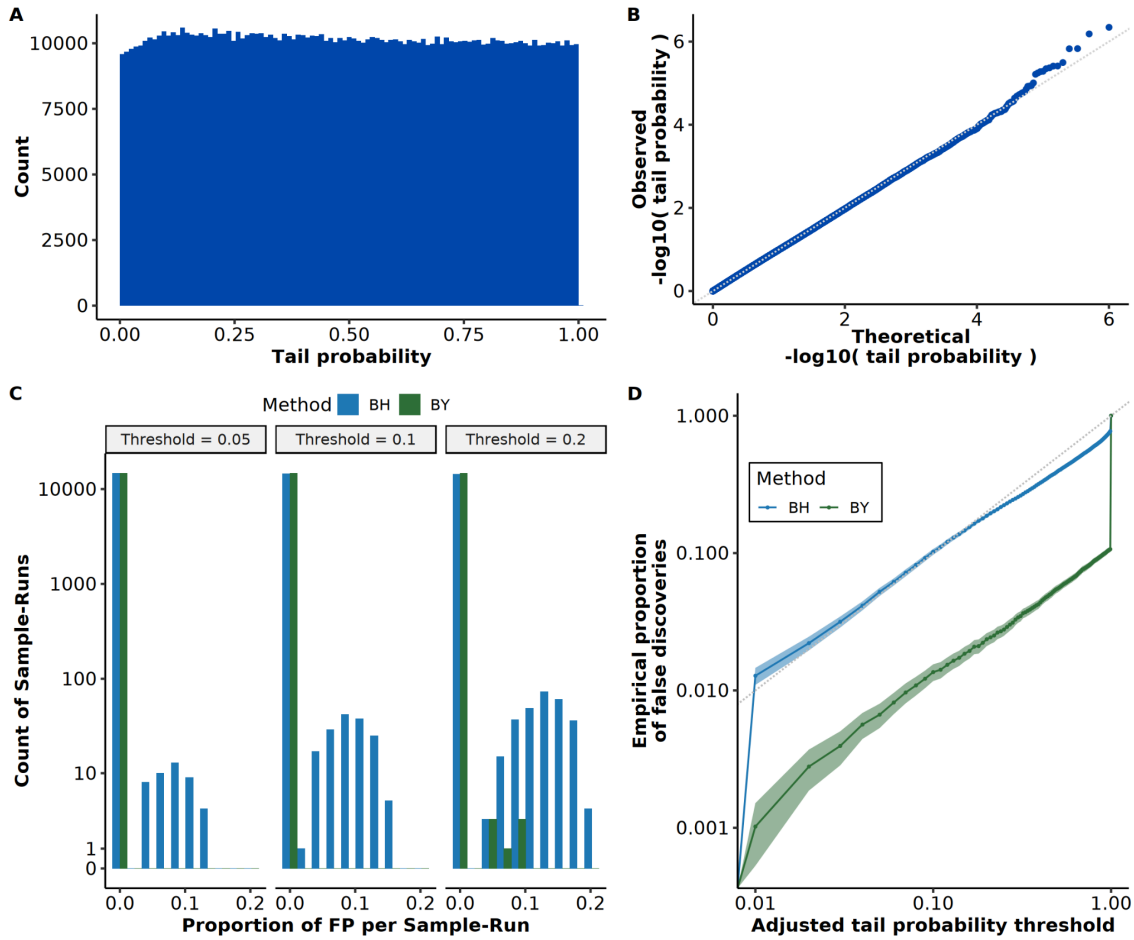 A
10000
7500
5000
2500
0
Count
0.00
0.25
0.50
0.75
1.00
Tail probability
B
6
4
2
0
Observed
-log10( tail probability )
0
2
4
6
Theoretical
-log10( tail probability )
C
Method BH BY
Threshold = 0.05
Threshold = 0.1
Threshold = 0.2
10000
1000
100
10
1
0
Count of Sample-Runs
0.0
0.1
0.2
0.0
0.1
0.2
0.0
0.1
0.2
Proportion of FP per Sample-Run
D
1.000
0.100
0.010
0.001
Empirical proportion
of false discoveries
Method
BH BY
0.01
0.10
1.00
Adjusted tail probability threshold